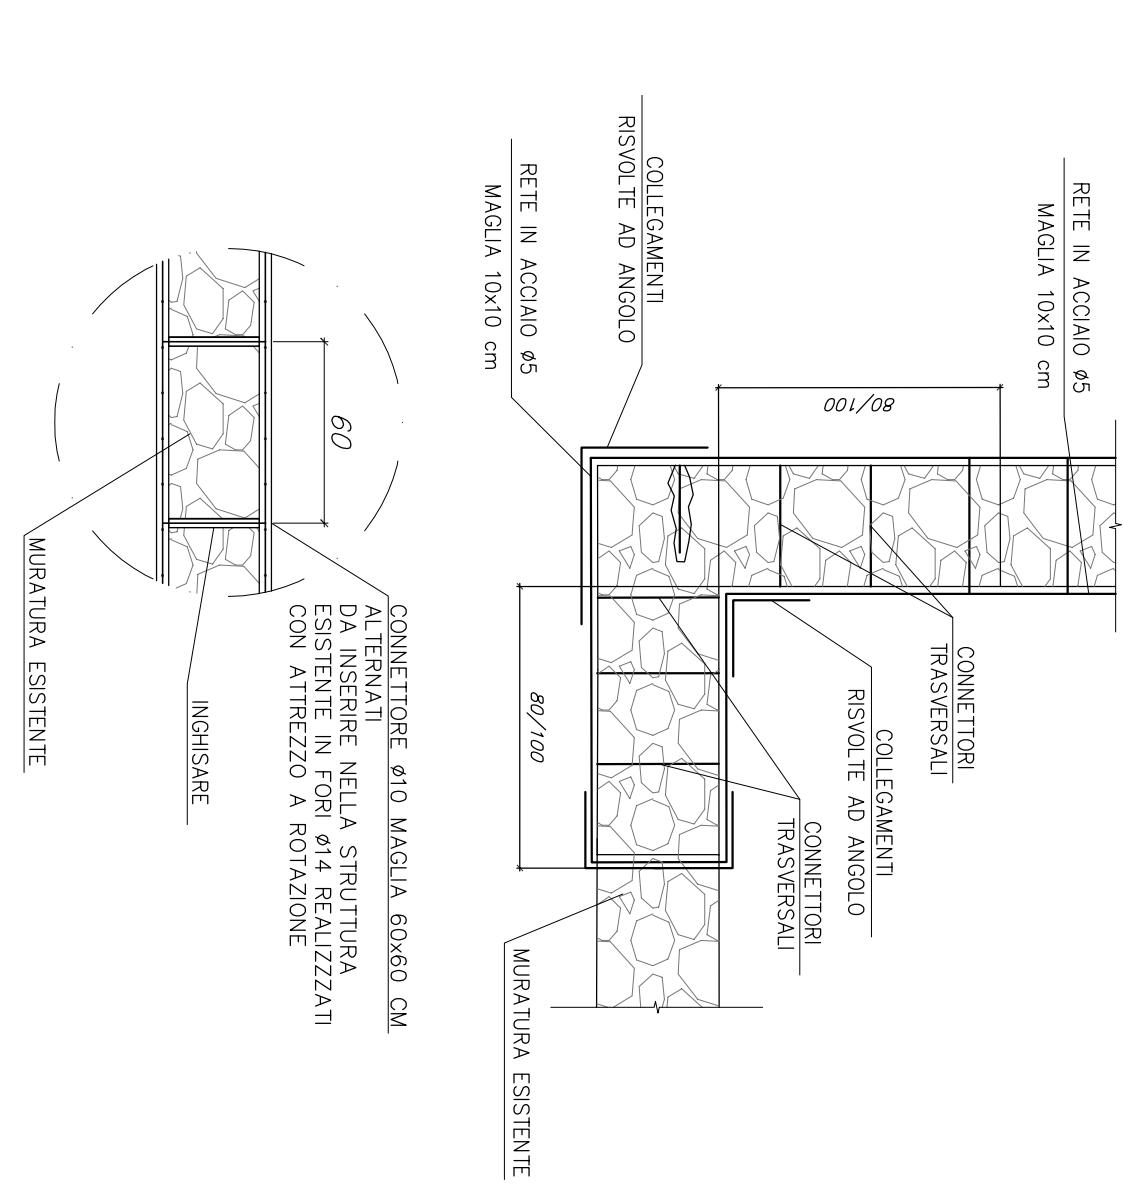 RETE IN ACCIAIO ø5
MAGLIA 10x10 cm
COLLEGAMENTI
RISVOLTE AD ANGOLO
RETE IN ACCIAIO ø5
MAGLIA 10x10 cm
80/100
CONNETTORI
TRASVERSALI
COLLEGAMENTI
RISVOLTE AD ANGOLO
CONNETTORI
TRASVERSALI
80/100
MURATURA ESISTENTE
60
CONNETTORE ø10 MAGLIA 60x60 CM
ALTERNATI
DA INSERIRE NELLA STRUTTURA
ESISTENTE IN FORI ø14 REALIZZZATI
CON ATTREZZO A ROTAZIONE
INGHISARE
MURATURA ESISTENTE